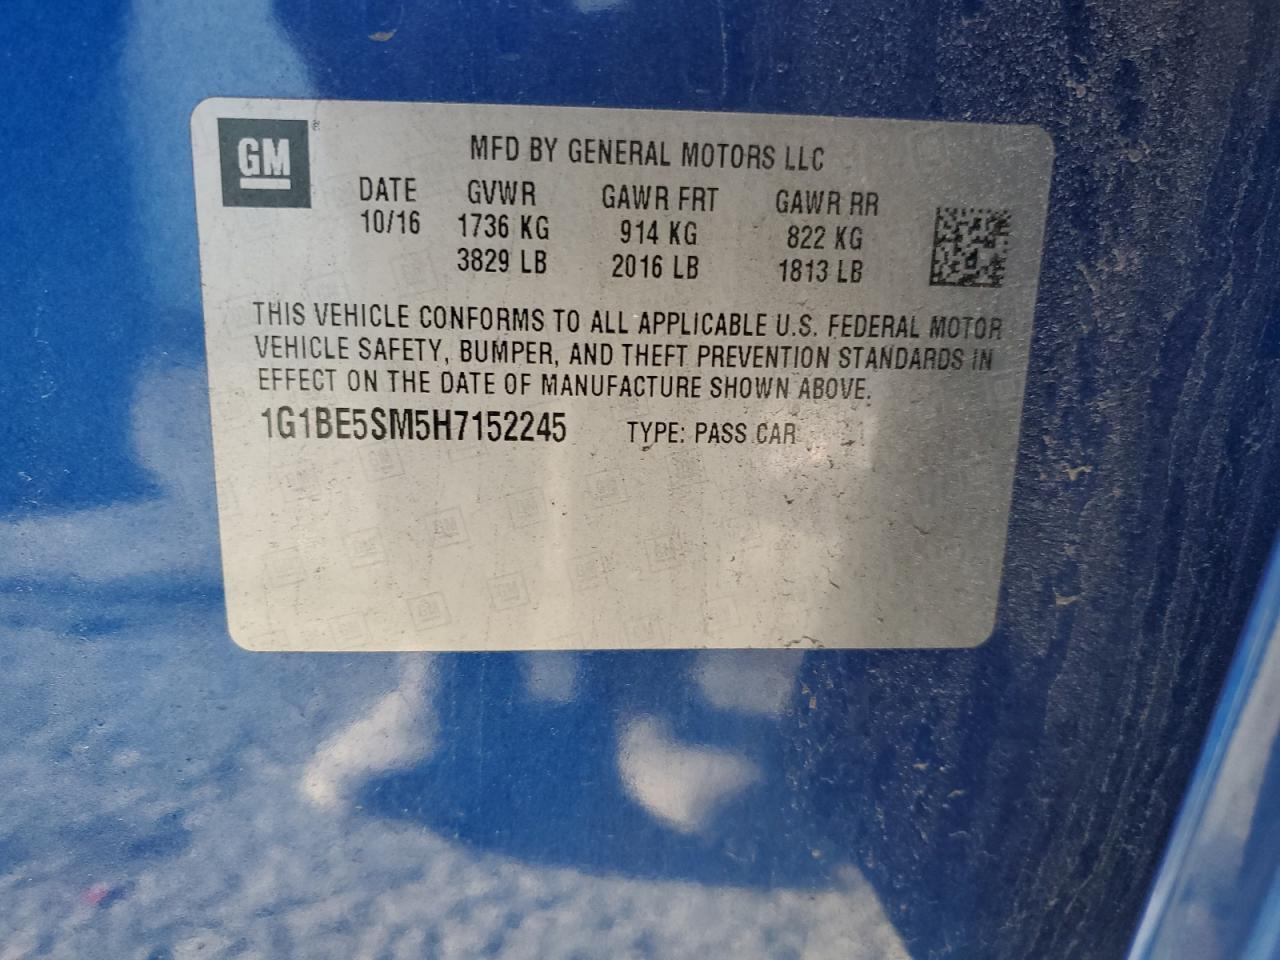 GM
MFD BY GENERAL MOTORS LLC
DATE GVWR GAWR FRT GAWR RR
10/16 1736 KG 914 KG 822 KG
3829 LB 2016 LB 1813 LB
THIS VEHICLE CONFORMS TO ALL APPLICABLE U.S. FEDERAL MOTOR
VEHICLE SAFETY, BUMPER, AND THEFT PREVENTION STANDARDS IN
EFFECT ON THE DATE OF MANUFACTURE SHOWN ABOVE.
1G1BE5SM5H7152245 TYPE: PASS CAR